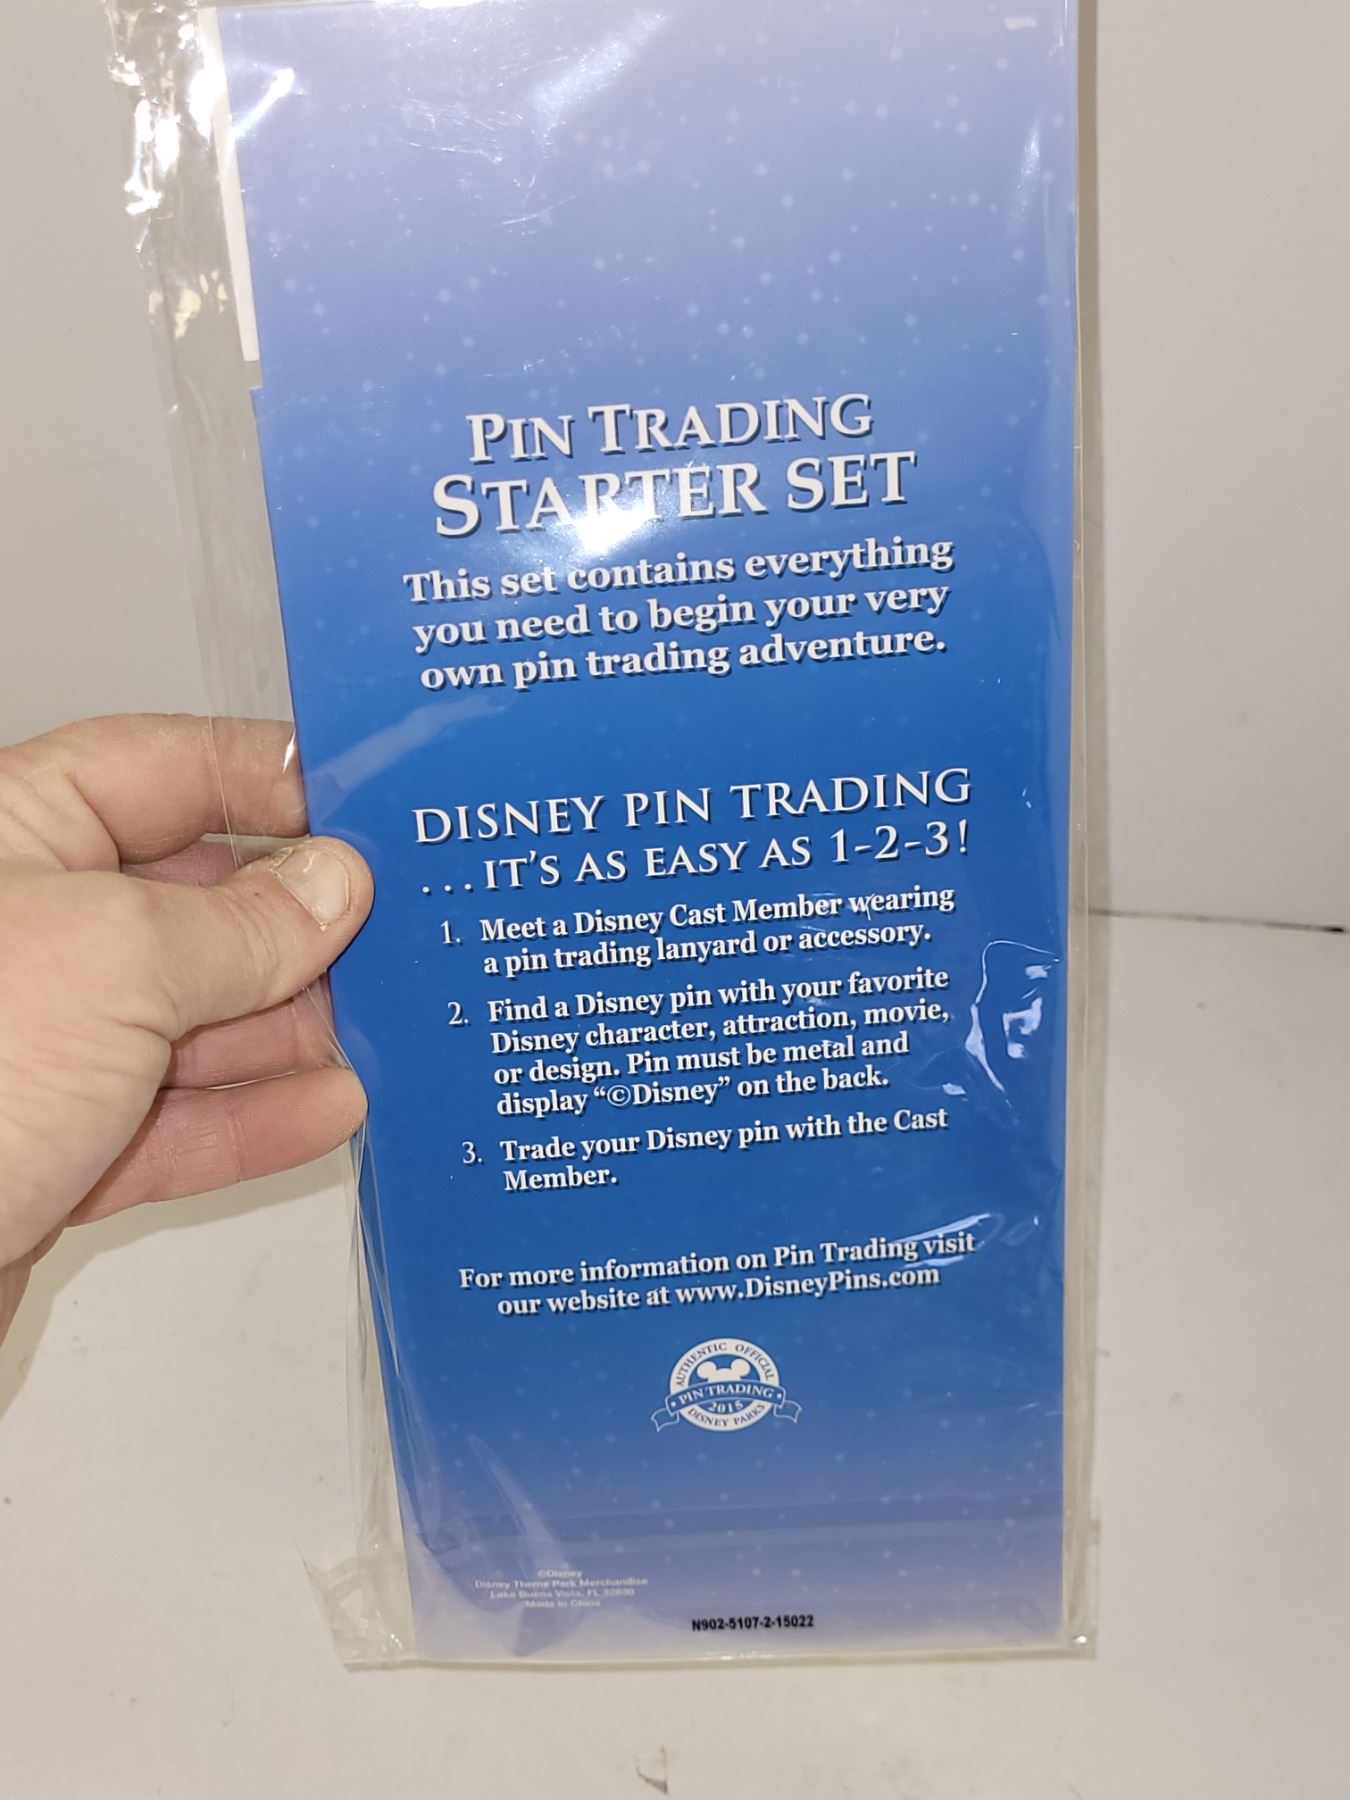 PIN TRADING
STARTER SET
This set contains everything
you need to begin your very
own pin trading adventure.
DISNEY PIN TRADING
...IT'S AS EASY AS 1-2-3!
1. Meet a Disney Cast Member wearing
a pin trading lanyard or accessory.
2. Find a Disney pin with your favorite
Disney character, attraction, movie,
or design. Pin must be metal and
display “©Disney” on the back.
3. Trade your Disney pin with the Cast
Member.
For more information on Pin Trading visit
our website at www.DisneyPins.com
AUTHENTIC OFFICIAL
PIN TRADING
2015
DISNEY PARKS
©Disney
Disney Theme Park Merchandise
Lake Buena Vista, FL 32830
Made in China
N902-5107-2-15022